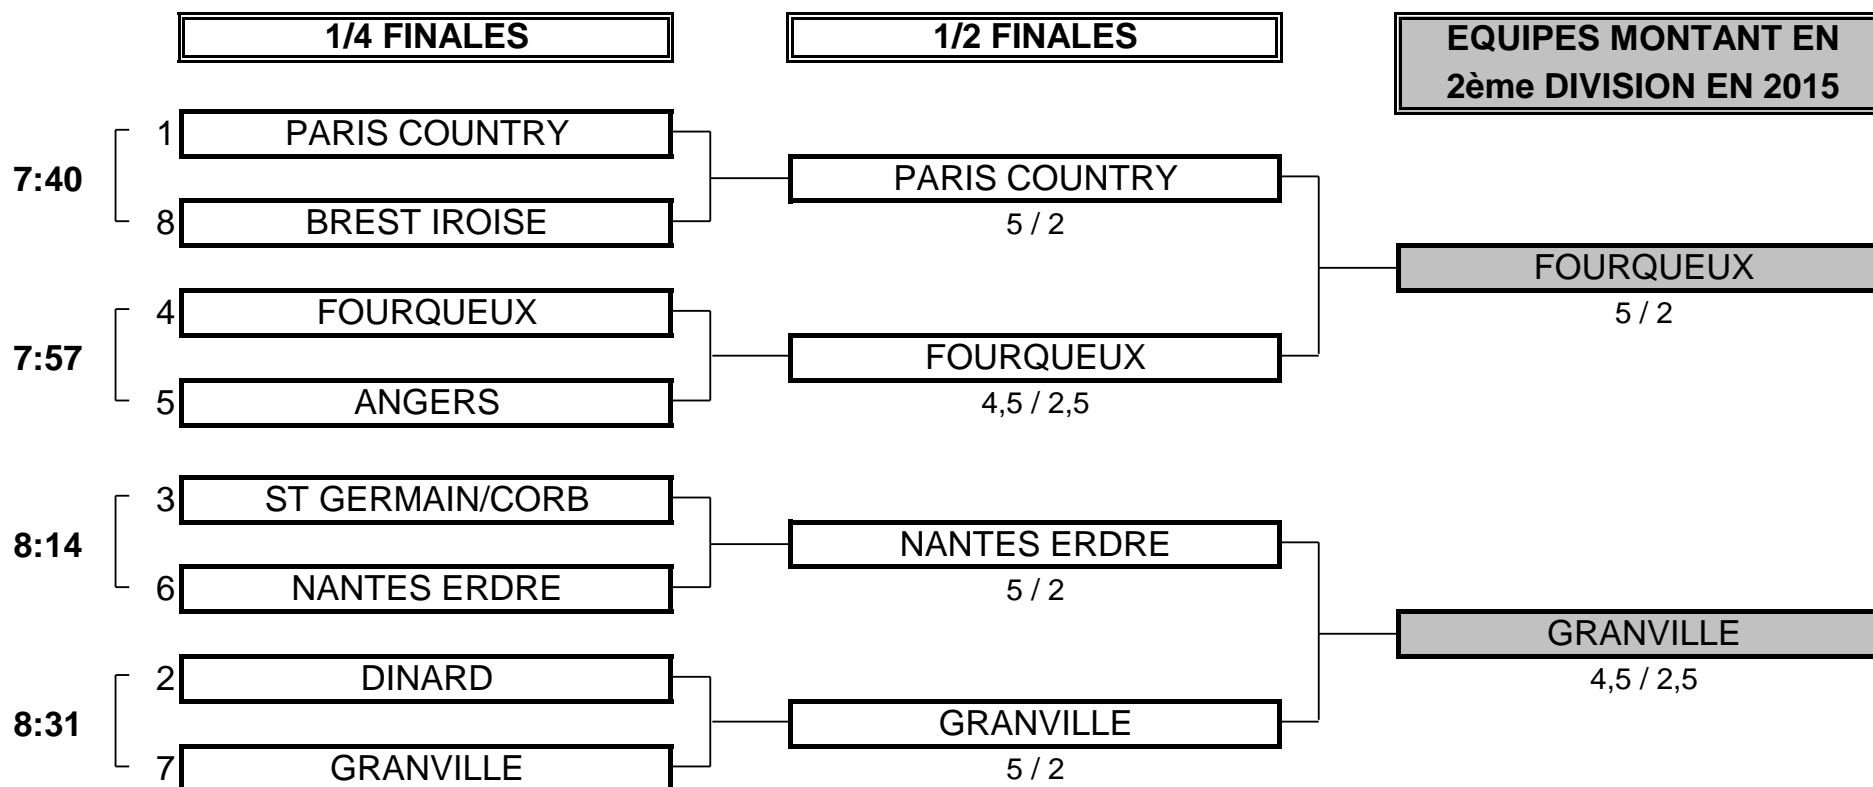 1/4 FINALES
1/2 FINALES
EQUIPES MONTANT EN
2ème DIVISION EN 2015
1 PARIS COUNTRY
7:40
PARIS COUNTRY
8 BREST IROISE
5 / 2
FOURQUEUX
4 FOURQUEUX
5 / 2
7:57
FOURQUEUX
5 ANGERS
4,5 / 2,5
3 ST GERMAIN/CORB
8:14
NANTES ERDRE
6 NANTES ERDRE
5 / 2
GRANVILLE
2 DINARD
4,5 / 2,5
8:31
GRANVILLE
7 GRANVILLE
5 / 2